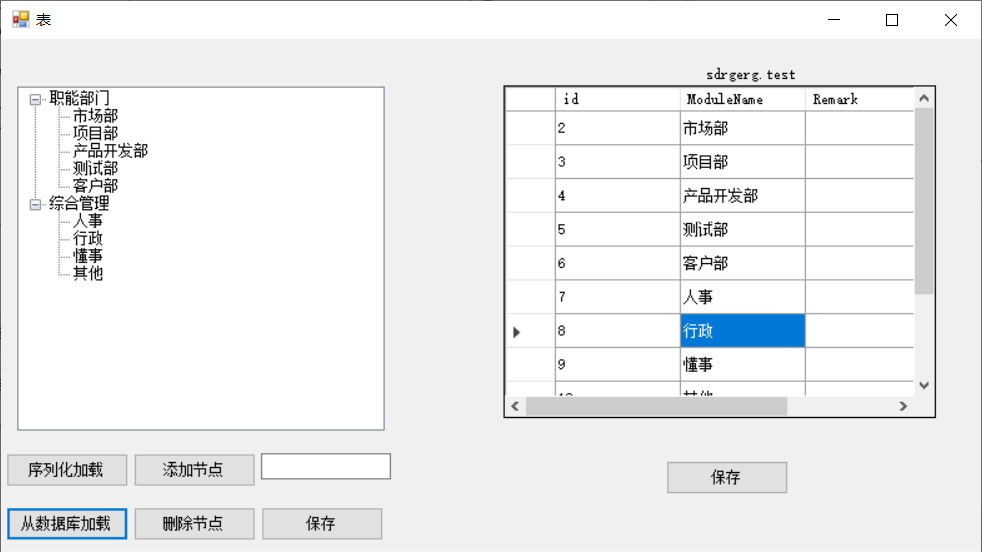 表
职能部门
市场部
项目部
产品开发部
测试部
客户部
综合管理
人事
行政
懂事
其他
序列化加载 添加节点
从数据库加载 删除节点 保存
sdrgerg.test
id ModuleName Remark
2 市场部
3 项目部
4 产品开发部
5 测试部
6 客户部
7 人事
8 行政
9 懂事
保存